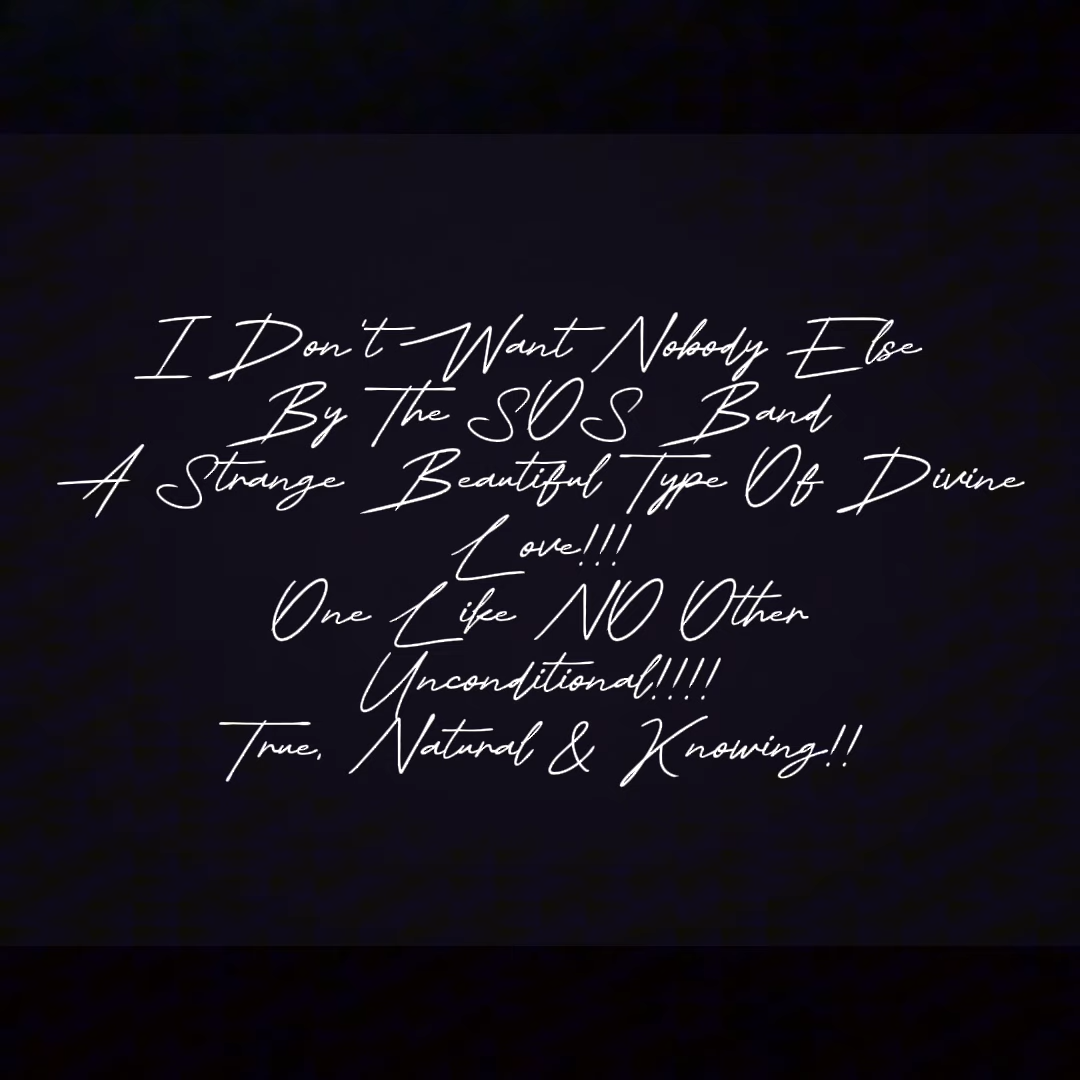 I Don't Want Nobody Else
By The SOS Band
A Strange Beautiful Type Of Divine
Love!!!
One Like NO Other
Unconditional!!!!
True, Natural & Knowing!!